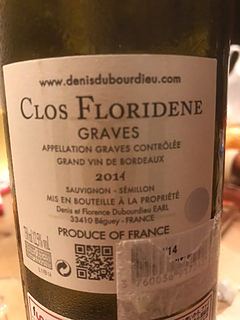 www.denisdubourdieu.com
CLOS FLORIDENE
GRAVES
APPELLATION GRAVES CONTRÔLÉE
GRAND VIN DE BORDEAUX
2014
SAUVIGNON - SÉMILLON
MIS EN BOUTEILLE À LA PROPRIÉTÉ
Denis et Florence Dubourdieu EARL
33410 Béguey - FRANCE
PRODUCE OF FRANCE